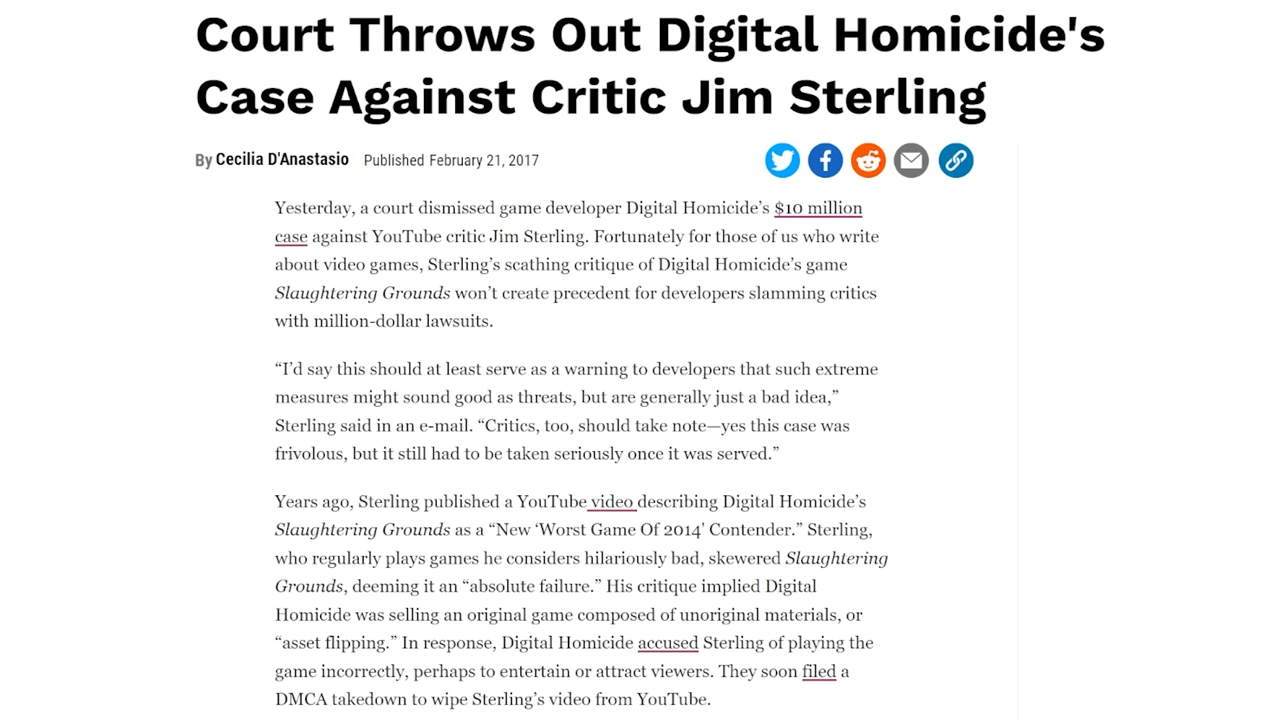 Court Throws Out Digital Homicide's
Case Against Critic Jim Sterling
By Cecilia D'Anastasio Published February 21, 2017
Yesterday, a court dismissed game developer Digital Homicide’s $10 million
case against YouTube critic Jim Sterling. Fortunately for those of us who write
about video games, Sterling’s scathing critique of Digital Homicide’s game
Slaughtering Grounds won’t create precedent for developers slamming critics
with million-dollar lawsuits.
“I’d say this should at least serve as a warning to developers that such extreme
measures might sound good as threats, but are generally just a bad idea,”
Sterling said in an e-mail. “Critics, too, should take note—yes this case was
frivolous, but it still had to be taken seriously once it was served.”
Years ago, Sterling published a YouTube video describing Digital Homicide’s
Slaughtering Grounds as a “New ‘Worst Game Of 2014' Contender.” Sterling,
who regularly plays games he considers hilariously bad, skewered Slaughtering
Grounds, deeming it an “absolute failure.” His critique implied Digital
Homicide was selling an original game composed of unoriginal materials, or
“asset flipping.” In response, Digital Homicide accused Sterling of playing the
game incorrectly, perhaps to entertain or attract viewers. They soon filed a
DMCA takedown to wipe Sterling’s video from YouTube.